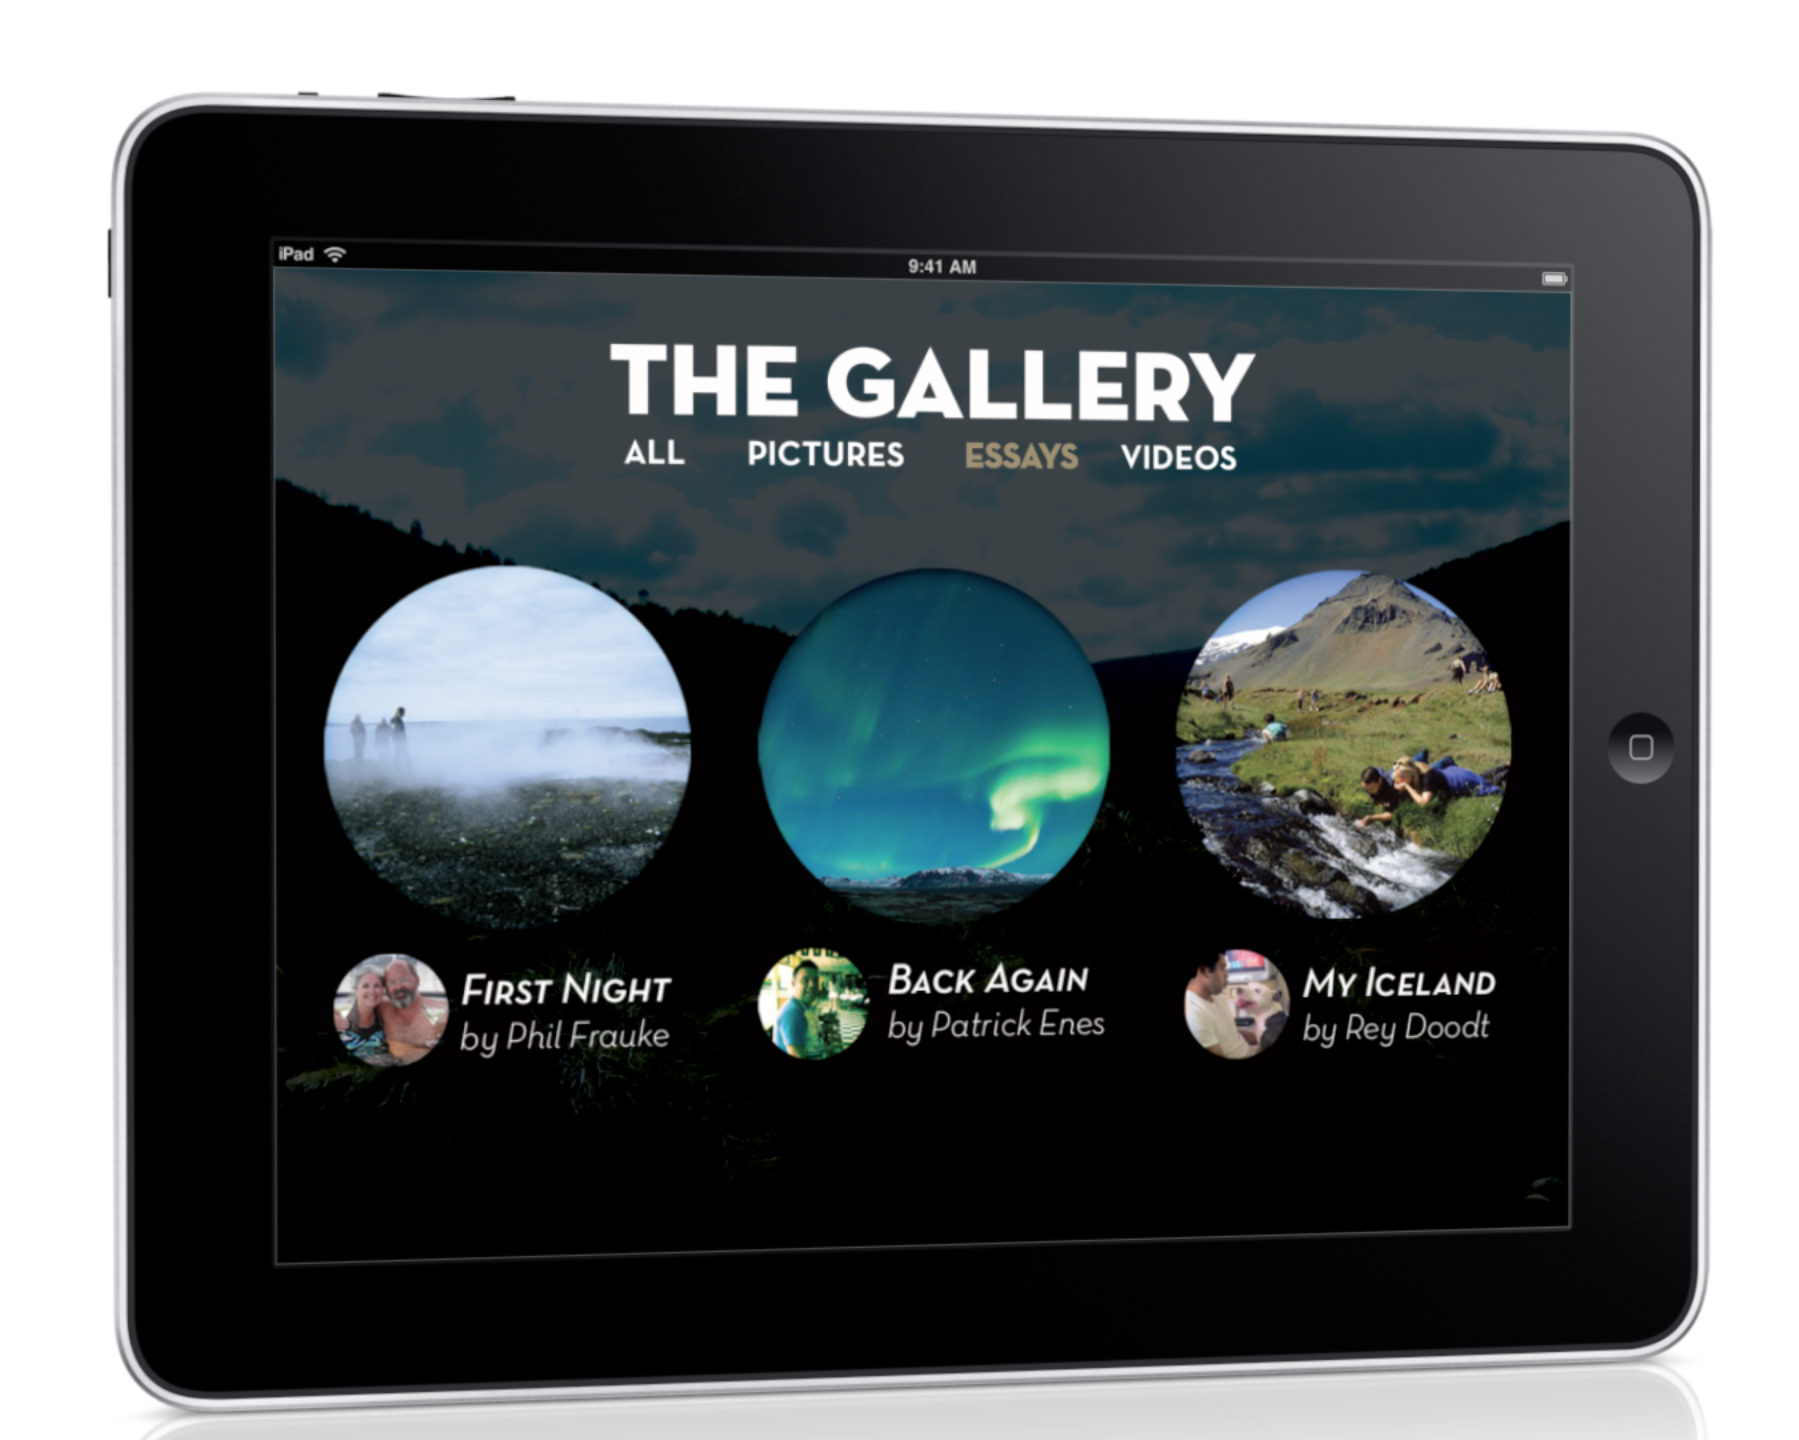 iPad
9:41 AM
THE GALLERY
ALL PICTURES ESSAYS VIDEOS
FIRST NIGHT
by Phil Frauke
BACK AGAIN
by Patrick Enes
MY ICELAND
by Rey Doodt